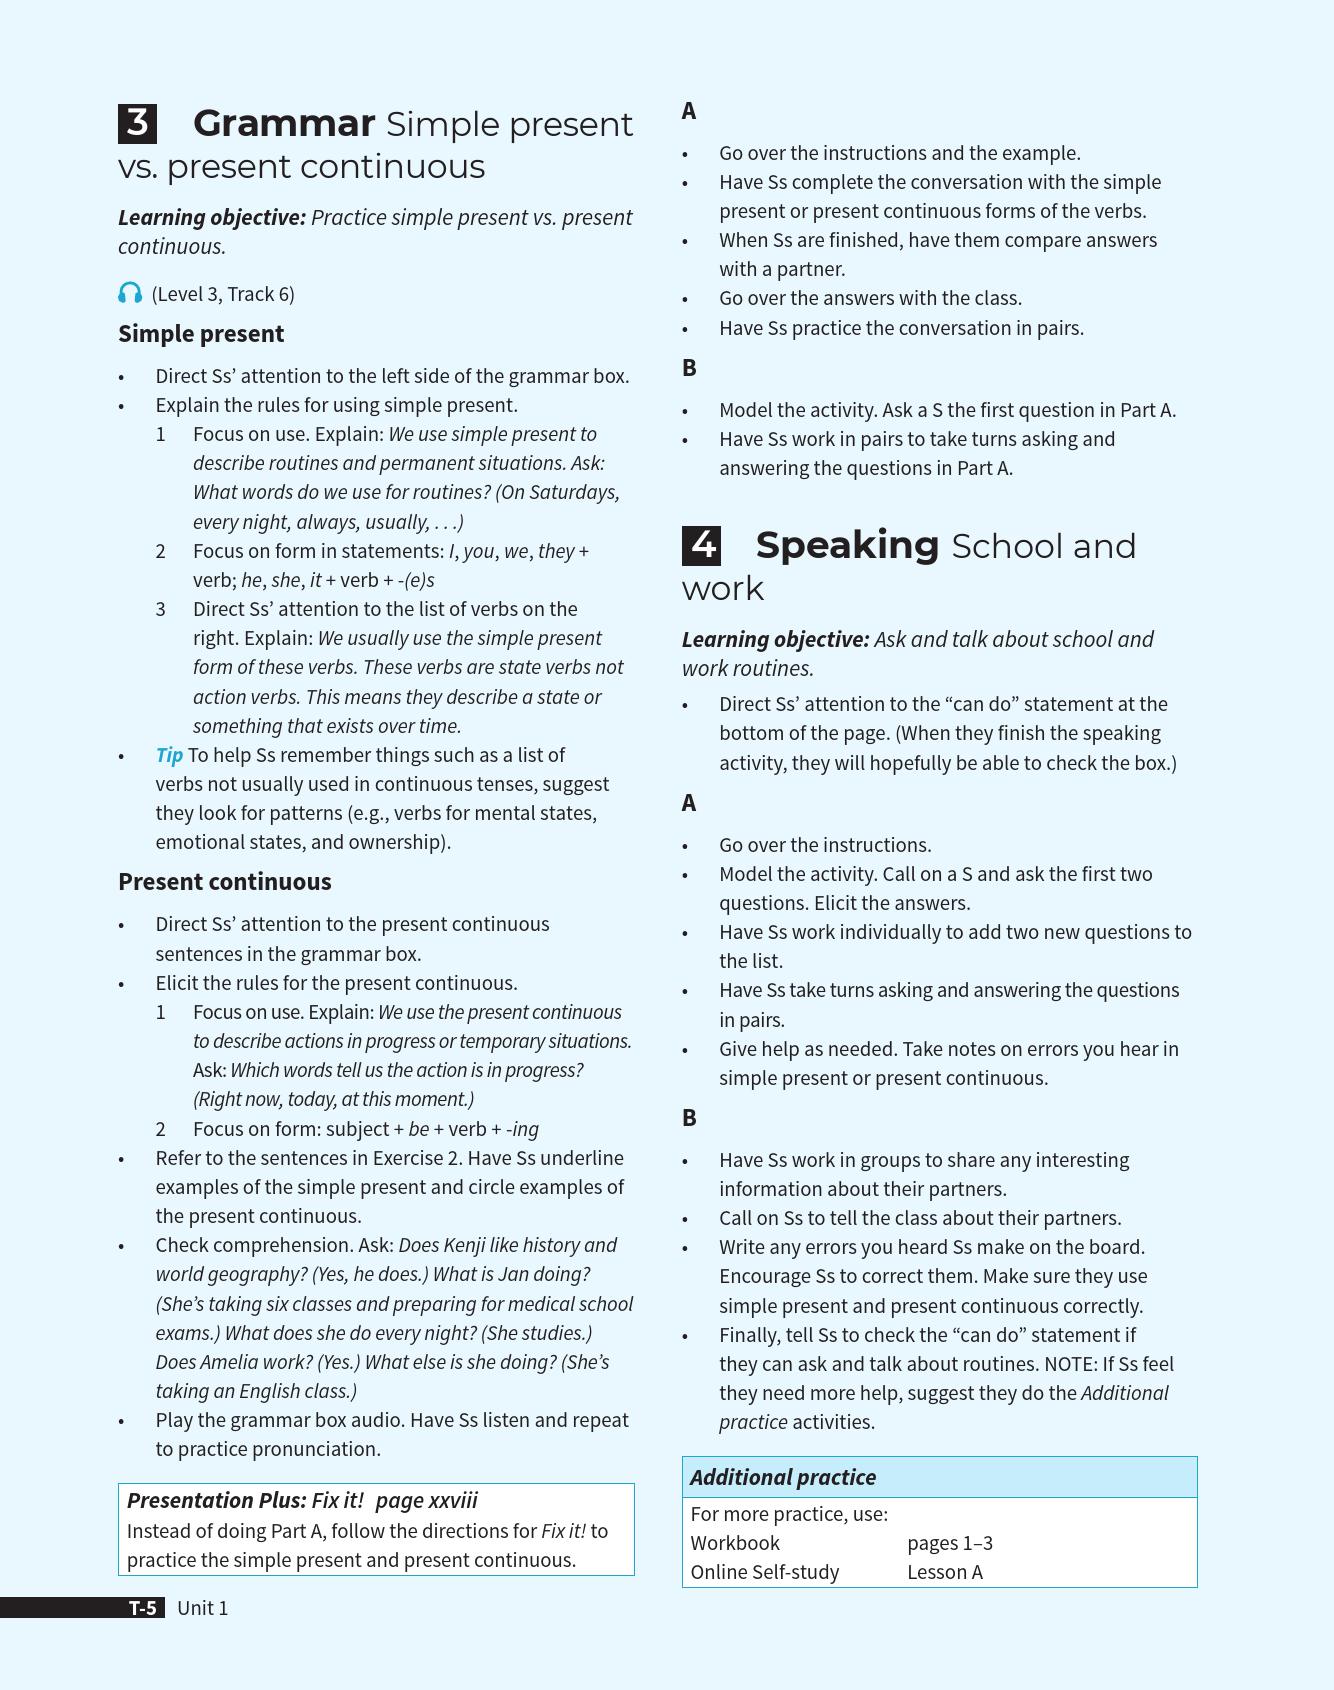 3 Grammar Simple present
vs. present continuous
Learning objective: Practice simple present vs. present
continuous.
(Level 3, Track 6)
Simple present
• Direct Ss’ attention to the left side of the grammar box.
• Explain the rules for using simple present.
1 Focus on use. Explain: We use simple present to
describe routines and permanent situations. Ask:
What words do we use for routines? (On Saturdays,
every night, always, usually, . . .)
2 Focus on form in statements: I, you, we, they +
verb; he, she, it + verb + -(e)s
3 Direct Ss’ attention to the list of verbs on the
right. Explain: We usually use the simple present
form of these verbs. These verbs are state verbs not
action verbs. This means they describe a state or
something that exists over time.
• Tip To help Ss remember things such as a list of
verbs not usually used in continuous tenses, suggest
they look for patterns (e.g., verbs for mental states,
emotional states, and ownership).
Present continuous
• Direct Ss’ attention to the present continuous
sentences in the grammar box.
• Elicit the rules for the present continuous.
1 Focus on use. Explain: We use the present continuous
to describe actions in progress or temporary situations.
Ask: Which words tell us the action is in progress?
(Right now, today, at this moment.)
2 Focus on form: subject + be + verb + -ing
• Refer to the sentences in Exercise 2. Have Ss underline
examples of the simple present and circle examples of
the present continuous.
• Check comprehension. Ask: Does Kenji like history and
world geography? (Yes, he does.) What is Jan doing?
(She’s taking six classes and preparing for medical school
exams.) What does she do every night? (She studies.)
Does Amelia work? (Yes.) What else is she doing? (She’s
taking an English class.)
• Play the grammar box audio. Have Ss listen and repeat
to practice pronunciation.
Presentation Plus: Fix it! page xxviii
Instead of doing Part A, follow the directions for Fix it! to
practice the simple present and present continuous.
A
• Go over the instructions and the example.
• Have Ss complete the conversation with the simple
present or present continuous forms of the verbs.
• When Ss are finished, have them compare answers
with a partner.
• Go over the answers with the class.
• Have Ss practice the conversation in pairs.
B
• Model the activity. Ask a S the first question in Part A.
• Have Ss work in pairs to take turns asking and
answering the questions in Part A.
4 Speaking School and
work
Learning objective: Ask and talk about school and
work routines.
• Direct Ss’ attention to the “can do” statement at the
bottom of the page. (When they finish the speaking
activity, they will hopefully be able to check the box.)
A
• Go over the instructions.
• Model the activity. Call on a S and ask the first two
questions. Elicit the answers.
• Have Ss work individually to add two new questions to
the list.
• Have Ss take turns asking and answering the questions
in pairs.
• Give help as needed. Take notes on errors you hear in
simple present or present continuous.
B
• Have Ss work in groups to share any interesting
information about their partners.
• Call on Ss to tell the class about their partners.
• Write any errors you heard Ss make on the board.
Encourage Ss to correct them. Make sure they use
simple present and present continuous correctly.
• Finally, tell Ss to check the “can do” statement if
they can ask and talk about routines. NOTE: If Ss feel
they need more help, suggest they do the Additional
practice activities.
Additional practice
For more practice, use:
Workbook pages 1–3
Online Self-study Lesson A
T-5 Unit 1